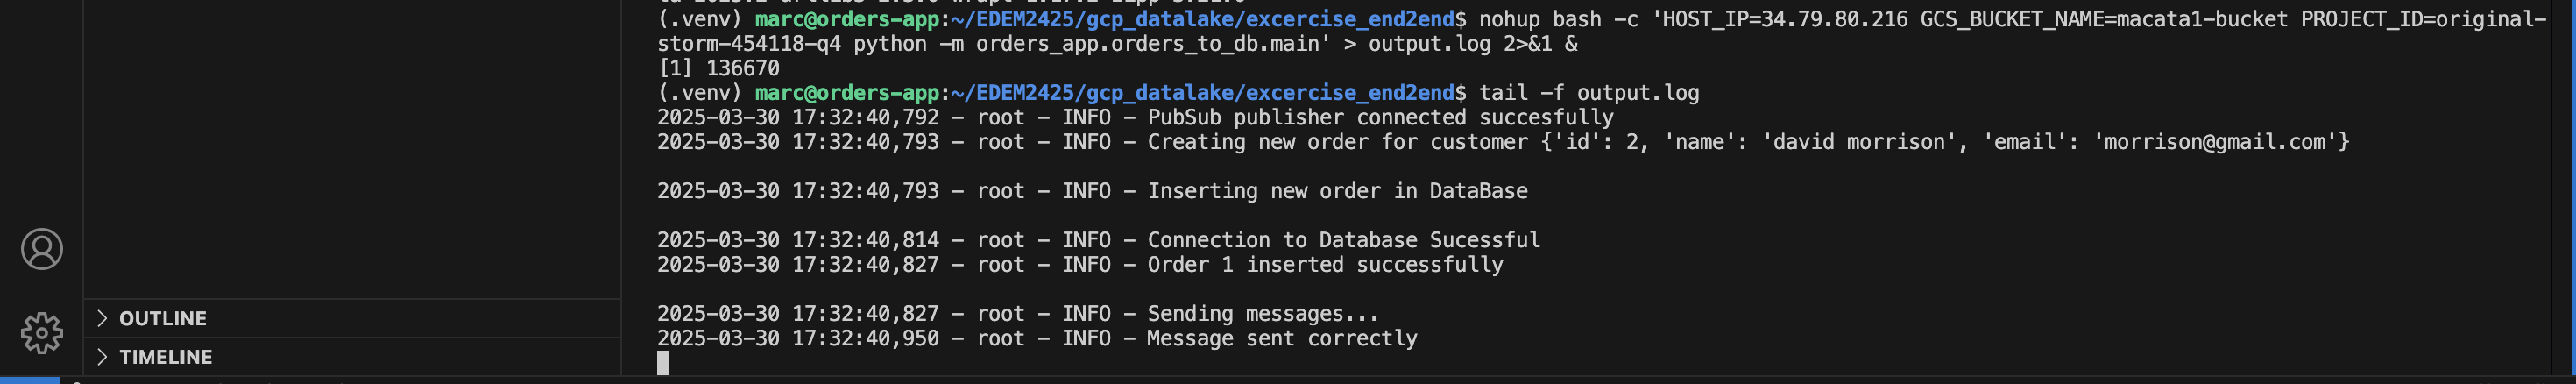 (.venv) marc@orders-app:~/EDEM2425/gcp_datalake/excercise_end2end$ nohup bash -c 'HOST_IP=34.79.80.216 GCS_BUCKET_NAME=macata1-bucket PROJECT_ID=original-
storm-454118-q4 python -m orders_app.orders_to_db.main' > output.log 2>&1 &
[1] 136670
(.venv) marc@orders-app:~/EDEM2425/gcp_datalake/excercise_end2end$ tail -f output.log
2025-03-30 17:32:40,792 - root - INFO - PubSub publisher connected succesfully
2025-03-30 17:32:40,793 - root - INFO - Creating new order for customer {'id': 2, 'name': 'david morrison', 'email': 'morrison@gmail.com'}
2025-03-30 17:32:40,793 - root - INFO - Inserting new order in DataBase
2025-03-30 17:32:40,814 - root - INFO - Connection to Database Sucessful
2025-03-30 17:32:40,827 - root - INFO - Order 1 inserted successfully
2025-03-30 17:32:40,827 - root - INFO - Sending messages...
2025-03-30 17:32:40,950 - root - INFO - Message sent correctly
OUTLINE
TIMELINE